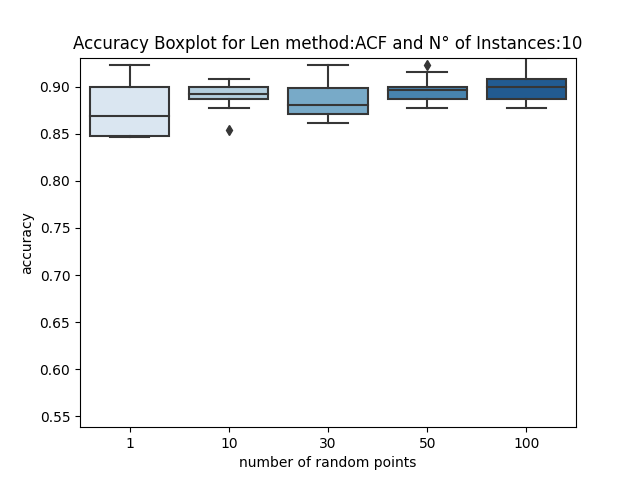 Accuracy Boxplot for Len method:ACF and N° of Instances:10
0.90
0.85
0.80
0.75
0.70
0.65
0.60
0.55
accuracy
1 10 30 50 100
number of random points